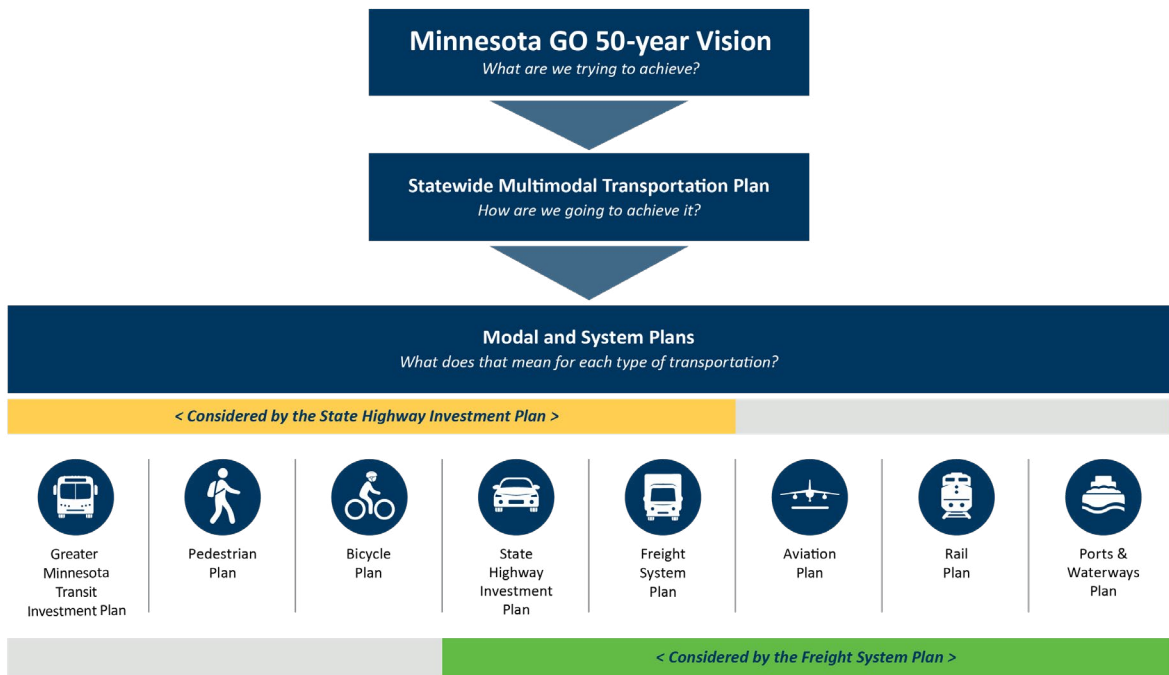 Minnesota GO 50-year Vision
What are we trying to achieve?
Statewide Multimodal Transportation Plan
How are we going to achieve it?
Modal and System Plans
What does that mean for each type of transportation?
< Considered by the State Highway Investment Plan >
Greater
Minnesota
Transit
Investment Plan
Pedestrian
Plan
Bicycle
Plan
State
Highway
Investment
Plan
Freight
System
Plan
Aviation
Plan
Rail
Plan
Ports &
Waterways
Plan
< Considered by the Freight System Plan >